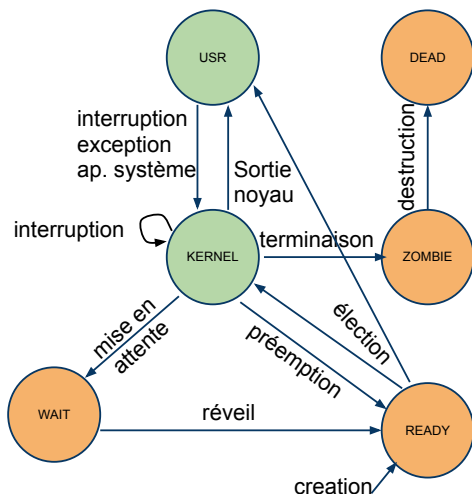 USR
DEAD
interruption
exception
ap. système
Sortie
noyau
destruction
interruption
KERNEL
terminaison
ZOMBIE
mise en
attente
préemption
élection
WAIT
réveil
READY
creation